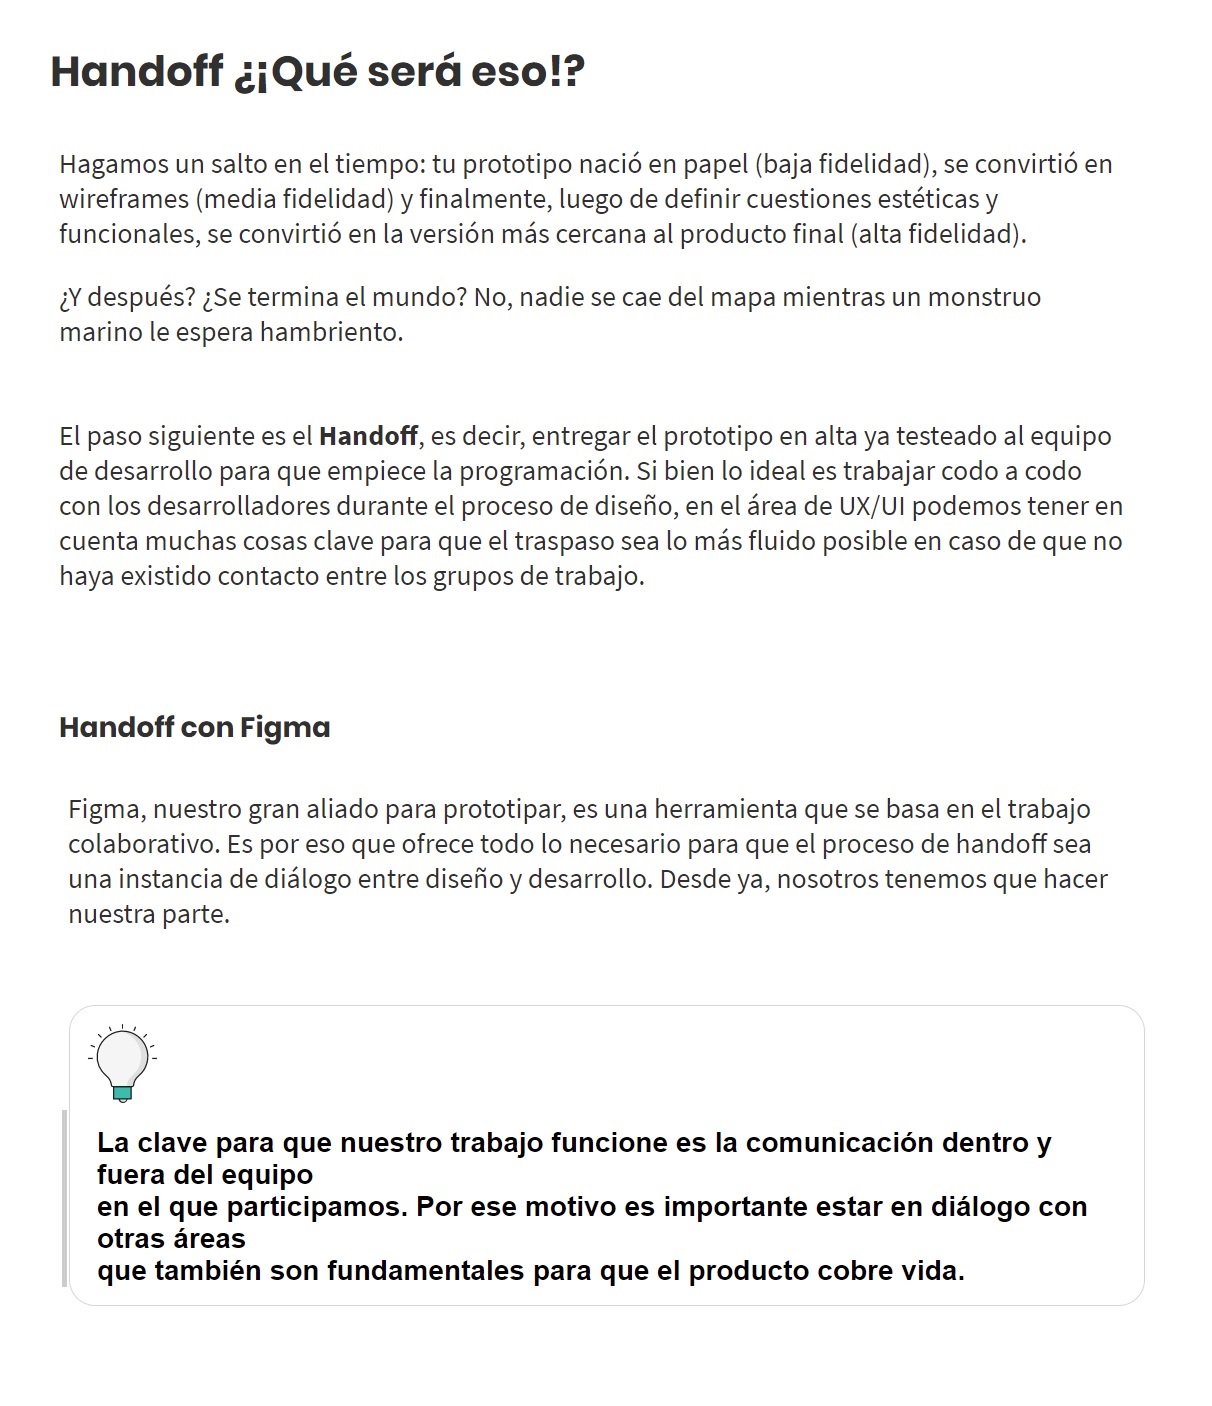 Handoff ¿¡Qué será eso!?
Hagamos un salto en el tiempo: tu prototipo nació en papel (baja fidelidad), se convirtió en
wireframes (media fidelidad) y finalmente, luego de definir cuestiones estéticas y
funcionales, se convirtió en la versión más cercana al producto final (alta fidelidad).
¿Y después? ¿Se termina el mundo? No, nadie se cae del mapa mientras un monstruo
marino le espera hambriento.
El paso siguiente es el Handoff, es decir, entregar el prototipo en alta ya testeado al equipo
de desarrollo para que empiece la programación. Si bien lo ideal es trabajar codo a codo
con los desarrolladores durante el proceso de diseño, en el área de UX/UI podemos tener en
cuenta muchas cosas clave para que el traspaso sea lo más fluido posible en caso de que no
haya existido contacto entre los grupos de trabajo.
Handoff con Figma
Figma, nuestro gran aliado para prototipar, es una herramienta que se basa en el trabajo
colaborativo. Es por eso que ofrece todo lo necesario para que el proceso de handoff sea
una instancia de diálogo entre diseño y desarrollo. Desde ya, nosotros tenemos que hacer
nuestra parte.
La clave para que nuestro trabajo funcione es la comunicación dentro y
fuera del equipo
en el que participamos. Por ese motivo es importante estar en diálogo con
otras áreas
que también son fundamentales para que el producto cobre vida.